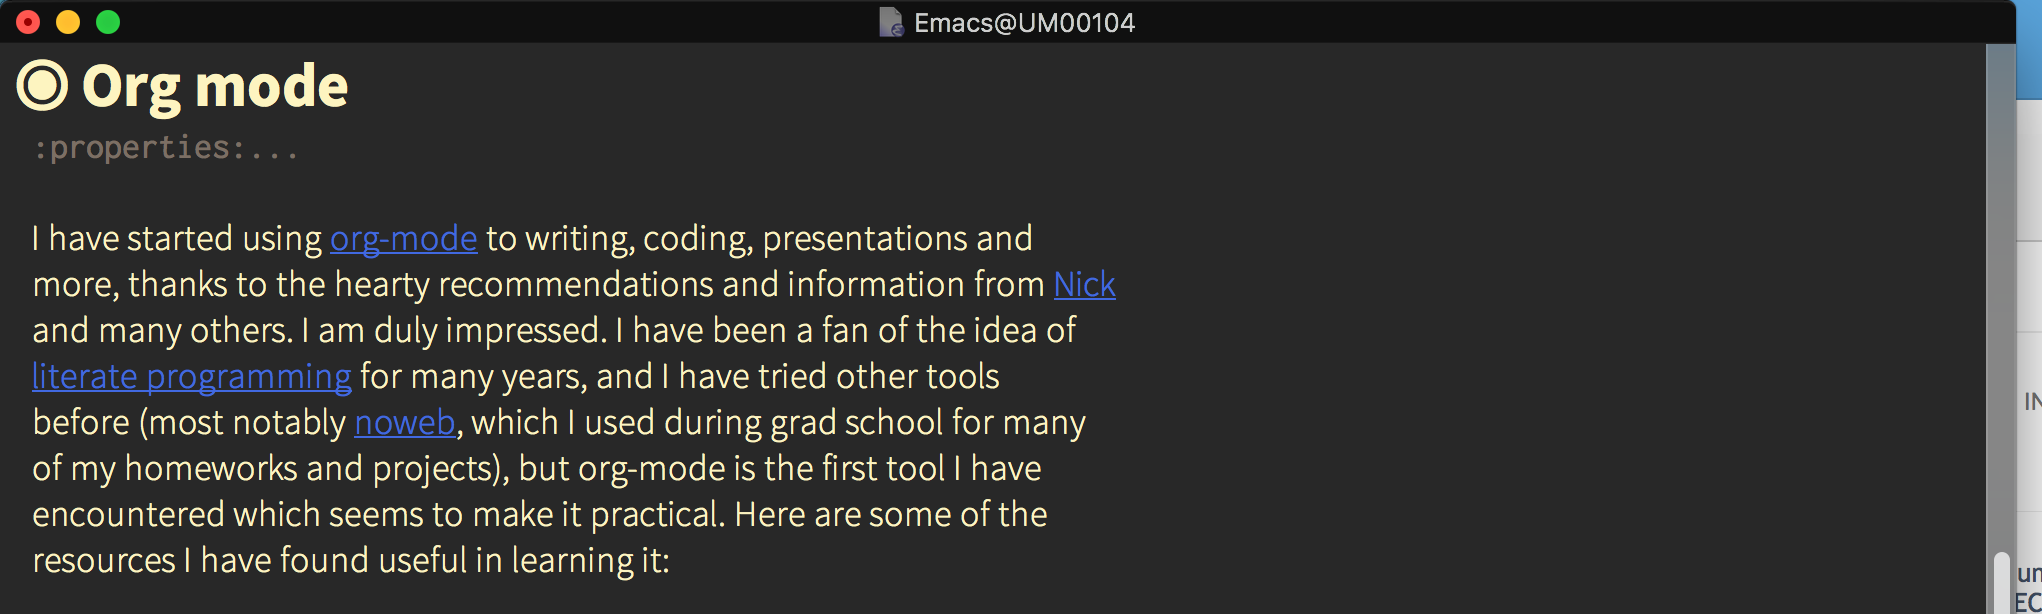 Emacs@UM00104
Org mode
:properties:...
I have started using org-mode to writing, coding, presentations and
more, thanks to the hearty recommendations and information from Nick
and many others. I am duly impressed. I have been a fan of the idea of
literate programming for many years, and I have tried other tools
before (most notably noweb, which I used during grad school for many
of my homeworks and projects), but org-mode is the first tool I have
encountered which seems to make it practical. Here are some of the
resources I have found useful in learning it: